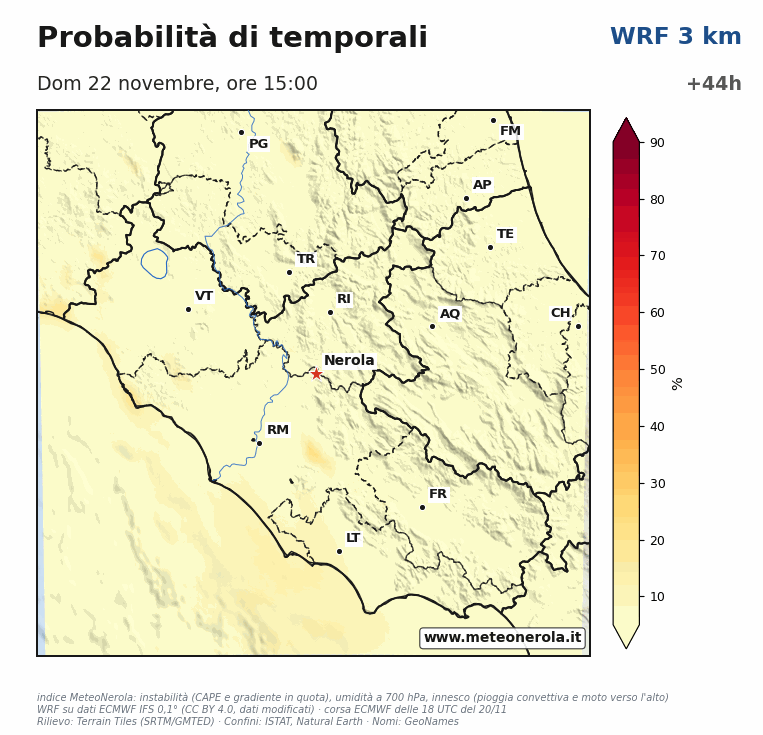 Probabilità di temporali
WRF 3 km
Dom 22 novembre, ore 15:00
+44h
FM
PG
AP
TE
TR
VT
RI
AQ
CH
Nerola
RM
FR
LT
www.meteonerola.it
90
80
70
60
50
40
30
20
10
%
indice MeteoNerola: instabilità (CAPE e gradiente in quota), umidità a 700 hPa, innesco (pioggia convettiva e moto verso l'alto)
WRF su dati ECMWF IFS 0,1° (CC BY 4.0, dati modificati) · corsa ECMWF delle 18 UTC del 20/11
Rilievo: Terrain Tiles (SRTM/GMTED) · Confini: ISTAT, Natural Earth · Nomi: GeoNames